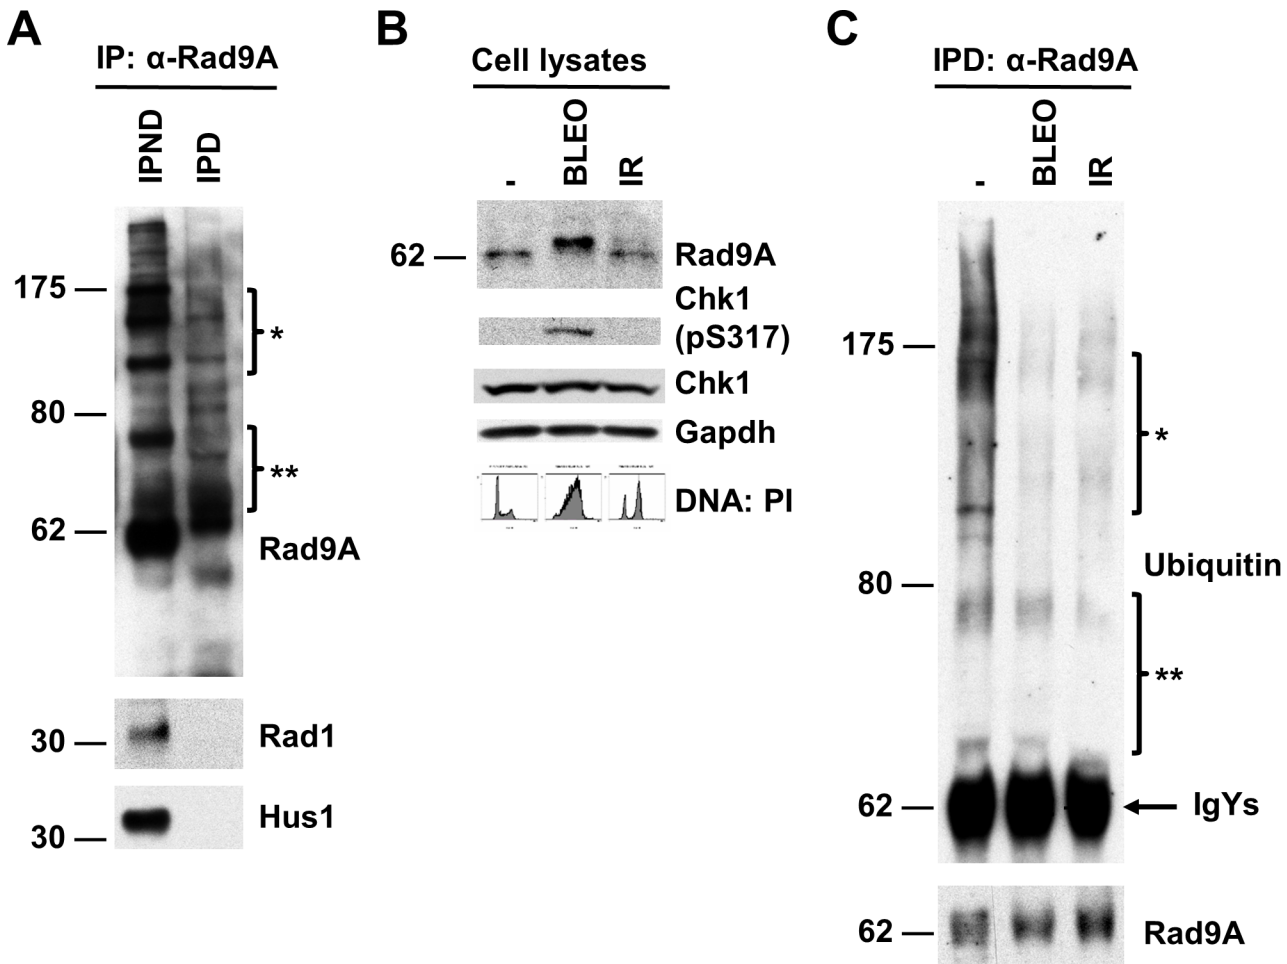 A
IP: α-Rad9A
IPND
IPD
175
*
80
**
62
Rad9A
30
Rad1
30
Hus1
B
Cell lysates
-
BLEO
IR
62
Rad9A
Chk1
(pS317)
Chk1
Gapdh
DNA: PI
C
IPD: α-Rad9A
-
BLEO
IR
175
*
Ubiquitin
80
**
62
IgYs
62
Rad9A